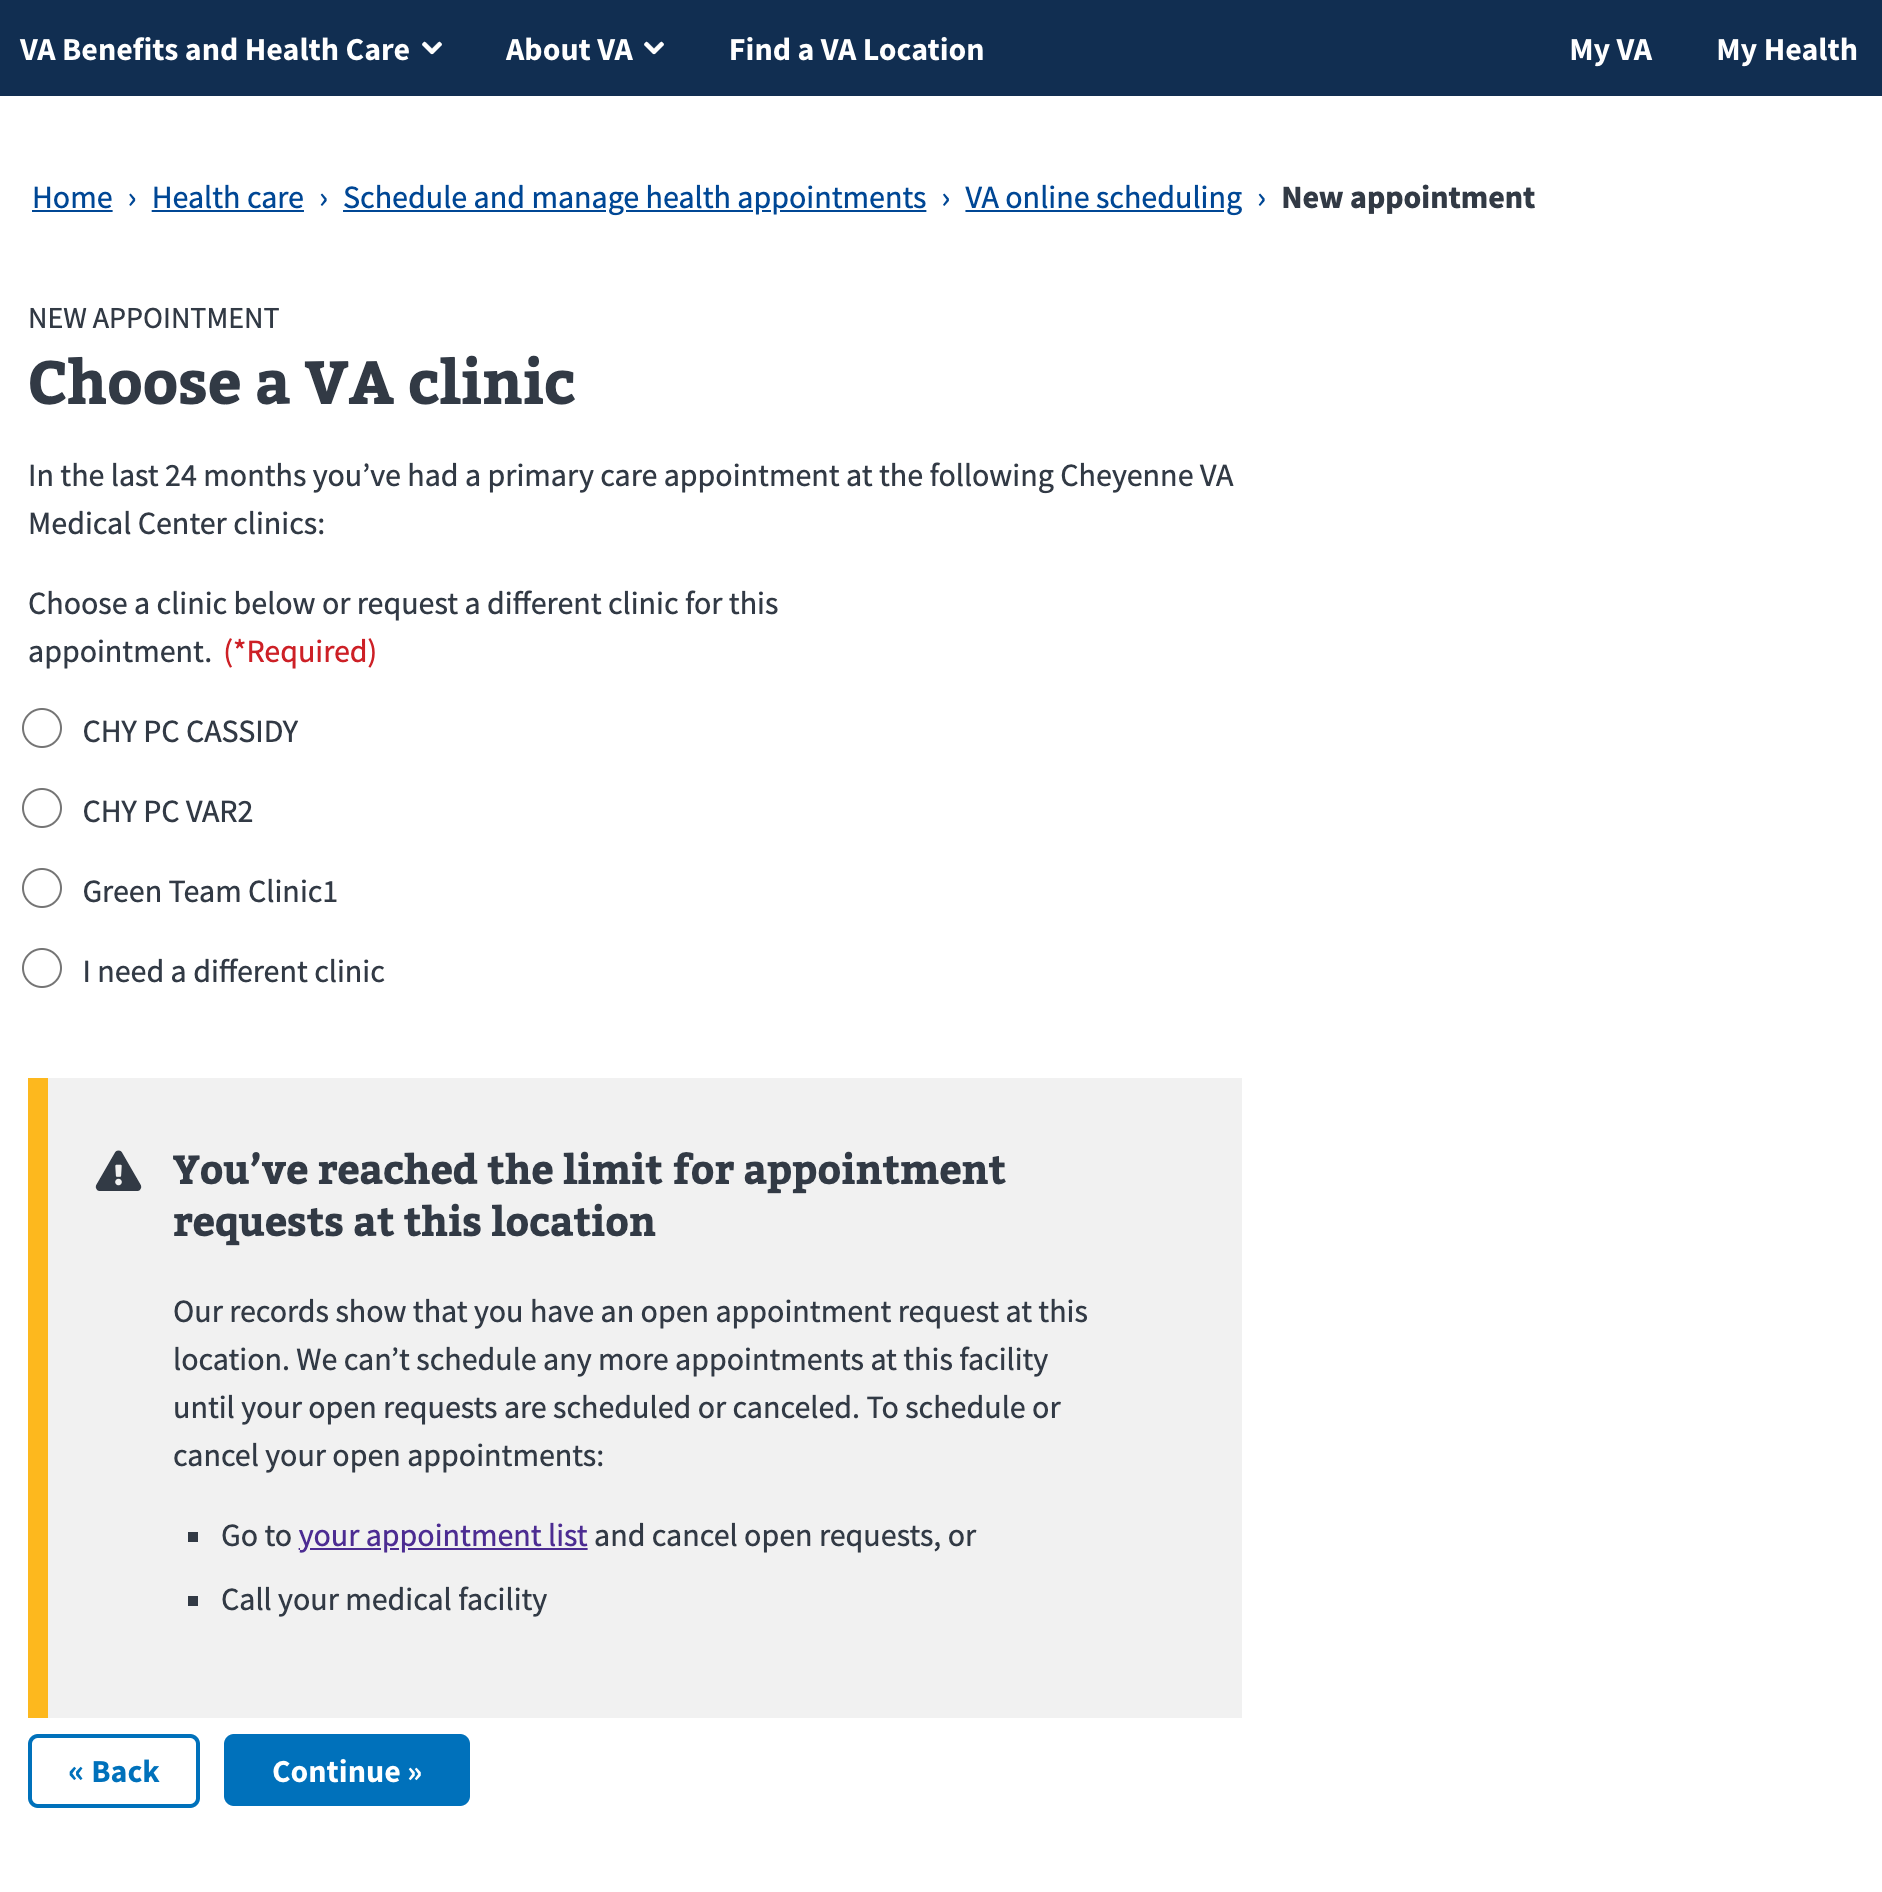 VA Benefits and Health Care About VA Find a VA Location My VA My Health
Home › Health care › Schedule and manage health appointments › VA online scheduling › New appointment
NEW APPOINTMENT
Choose a VA clinic
In the last 24 months you’ve had a primary care appointment at the following Cheyenne VA
Medical Center clinics:
Choose a clinic below or request a different clinic for this
appointment. (*Required)
CHY PC CASSIDY
CHY PC VAR2
Green Team Clinic1
I need a different clinic
You’ve reached the limit for appointment
requests at this location
Our records show that you have an open appointment request at this
location. We can’t schedule any more appointments at this facility
until your open requests are scheduled or canceled. To schedule or
cancel your open appointments:
▪ Go to your appointment list and cancel open requests, or
▪ Call your medical facility
« Back Continue »